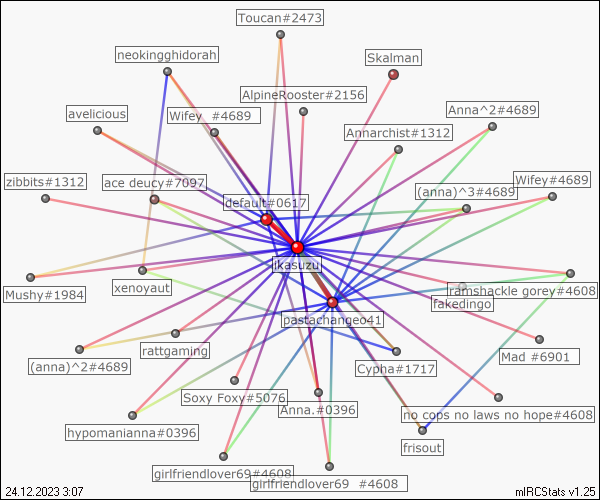 Toucan#2473
neokingghidorah
Skalman
AlpineRooster#2156
avelicious
Wifey_ #4689
Anna^2#4689
Annarchist#1312
zibbits#1312
ace deucy#7097
(anna)^3#4689
Wifey#4689
default#0617
ikasuzu
Mushy#1984
xenoyaut
ramshackle gorey#4608
fakedingo
pastachange041
rattgaming
Mad #6901
(anna)^2#4689
Cypha#1717
Soxy Foxy#5076
Anna.#0396
no cops no laws no hope#4608
hypomanianna#0396
frisout
girlfriendlover69#4608
girlfriendlover69_#4608
24.12.2023 3:07
mIRCStats v1.25